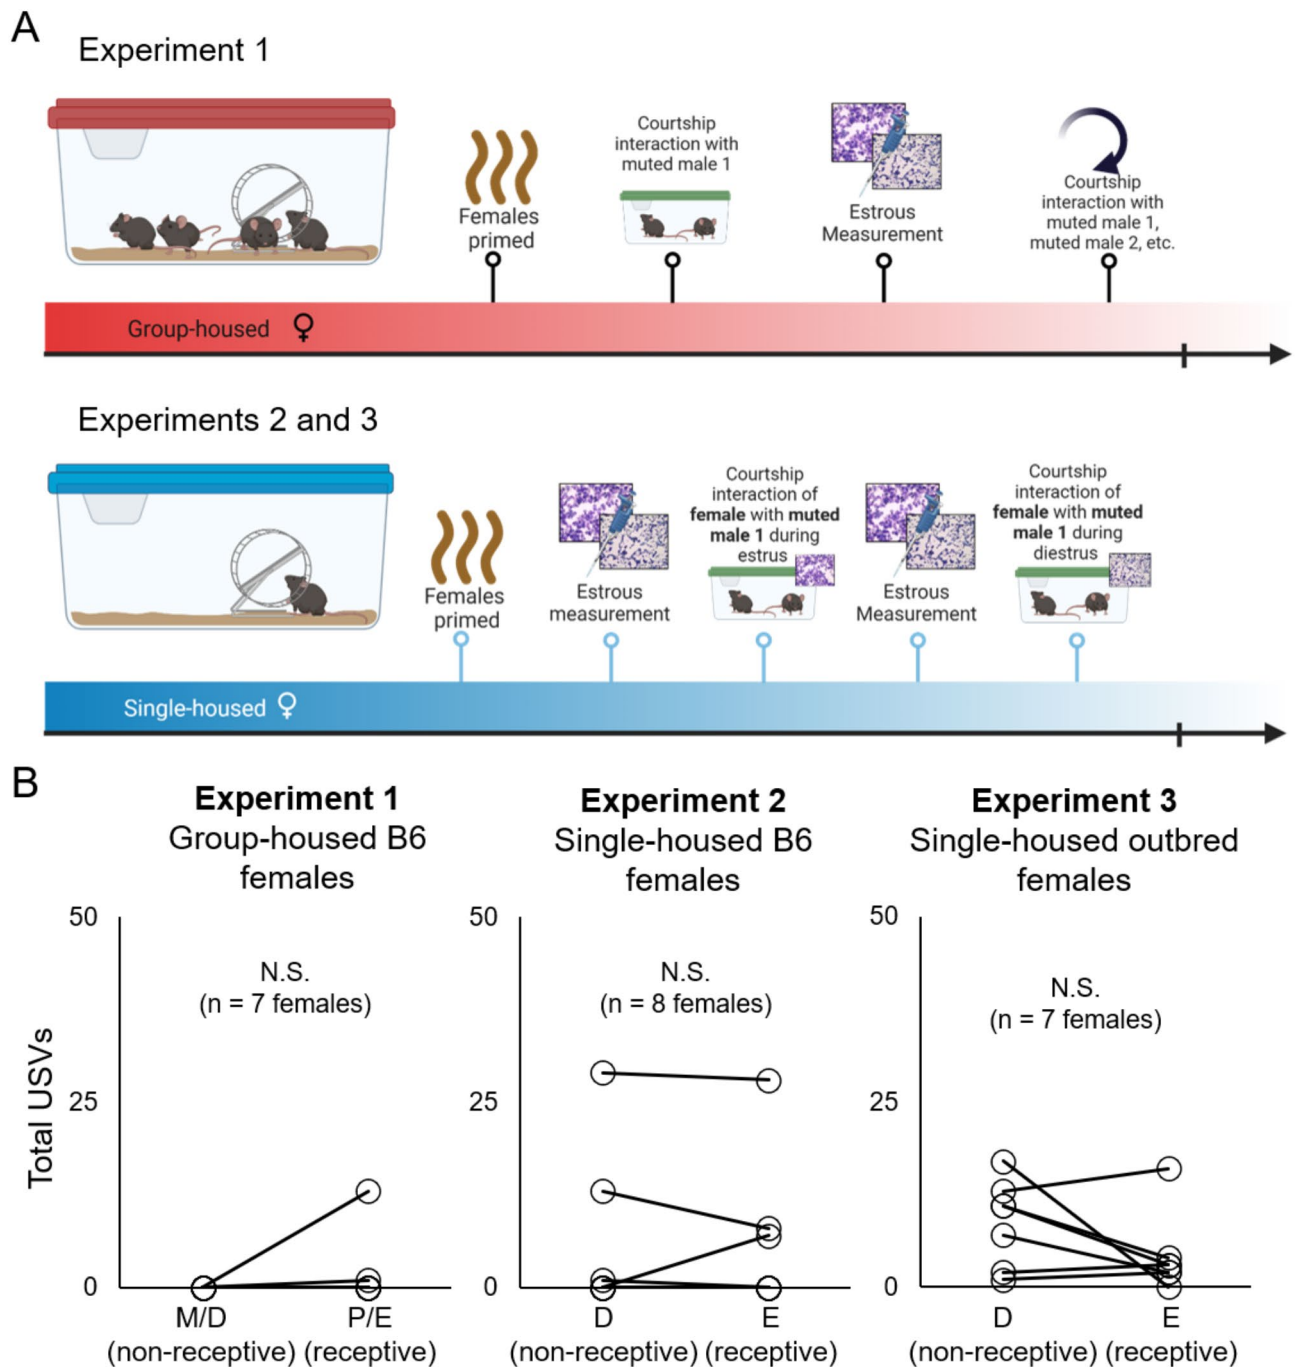 A
Experiment 1
Females
primed
Courtship
interaction with
muted male 1
Estrous
Measurement
Courtship
interaction with
muted male 1,
muted male 2, etc.
Group-housed ♀
Experiments 2 and 3
Females
primed
Estrous
measurement
Courtship
interaction of
female with muted
male 1 during
estrus
Estrous
Measurement
Courtship
interaction of
female with muted
male 1 during
diestrus
Single-housed ♀
B
Experiment 1
Group-housed B6
females
Total USVs
50
25
0
N.S.
(n = 7 females)
M/D
(non-receptive)
P/E
(receptive)
Experiment 2
Single-housed B6
females
50
25
0
N.S.
(n = 8 females)
D
(non-receptive)
E
(receptive)
Experiment 3
Single-housed outbred
females
50
25
0
N.S.
(n = 7 females)
D
(non-receptive)
E
(receptive)